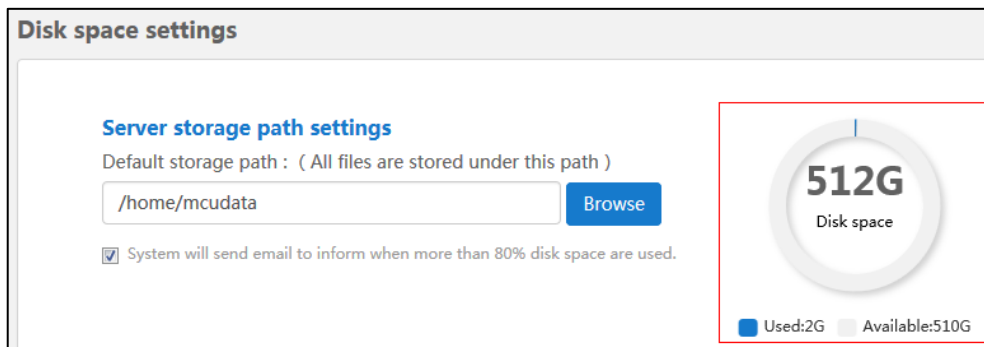 Disk space settings
Server storage path settings
Default storage path : ( All files are stored under this path )
/home/mcudata
Browse
System will send email to inform when more than 80% disk space are used.
512G
Disk space
Used:2G
Available:510G